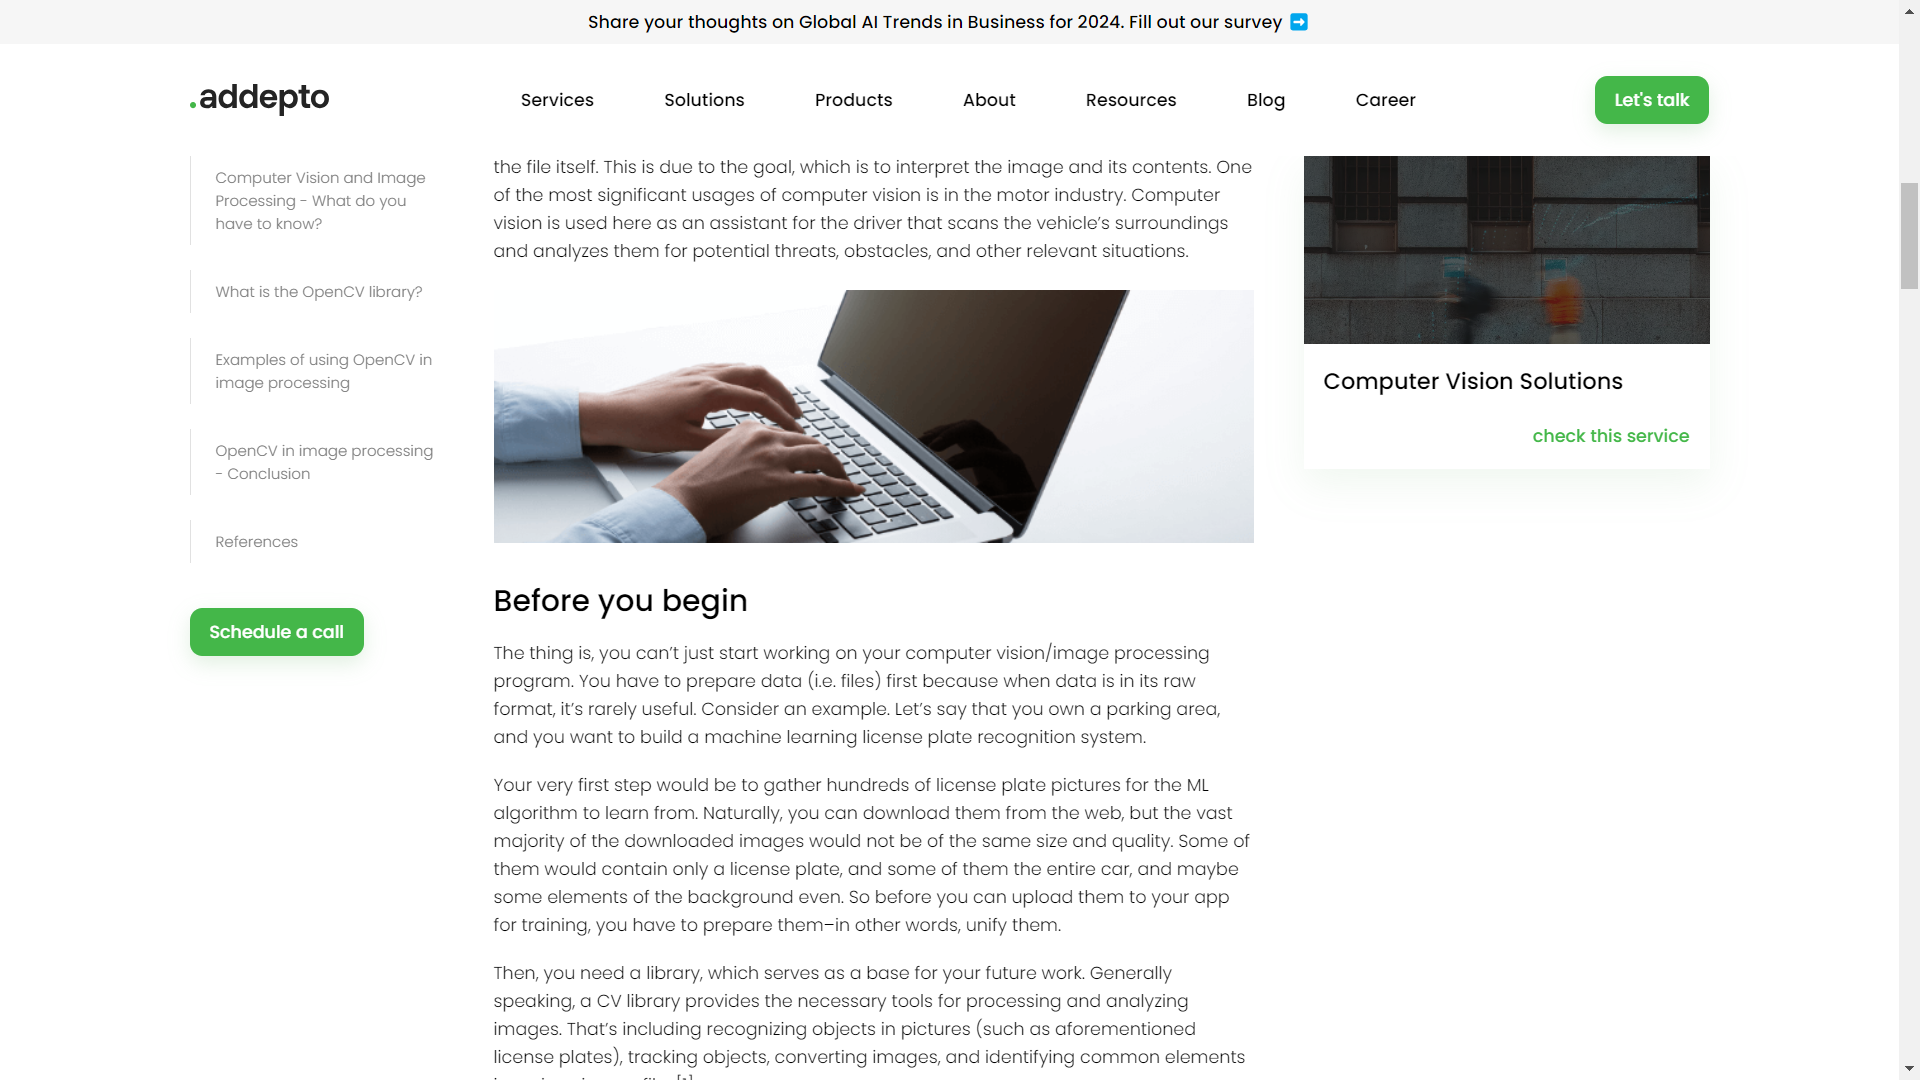 Share your thoughts on Global AI Trends in Business for 2024. Fill out our survey ➡️
.addepto
Services
Solutions
Products
About
Resources
Blog
Career
Let's talk
Computer Vision and Image
Processing - What do you
have to know?
What is the OpenCV library?
Examples of using OpenCV in
image processing
OpenCV in image processing
- Conclusion
References
Schedule a call
the file itself. This is due to the goal, which is to interpret the image and its contents. One
of the most significant usages of computer vision is in the motor industry. Computer
vision is used here as an assistant for the driver that scans the vehicle’s surroundings
and analyzes them for potential threats, obstacles, and other relevant situations.
Before you begin
The thing is, you can’t just start working on your computer vision/image processing
program. You have to prepare data (i.e. files) first because when data is in its raw
format, it’s rarely useful. Consider an example. Let’s say that you own a parking area,
and you want to build a machine learning license plate recognition system.
Your very first step would be to gather hundreds of license plate pictures for the ML
algorithm to learn from. Naturally, you can download them from the web, but the vast
majority of the downloaded images would not be of the same size and quality. Some of
them would contain only a license plate, and some of them the entire car, and maybe
some elements of the background even. So before you can upload them to your app
for training, you have to prepare them–in other words, unify them.
Then, you need a library, which serves as a base for your future work. Generally
speaking, a CV library provides the necessary tools for processing and analyzing
images. That’s including recognizing objects in pictures (such as aforementioned
license plates), tracking objects, converting images, and identifying common elements
Computer Vision Solutions
check this service